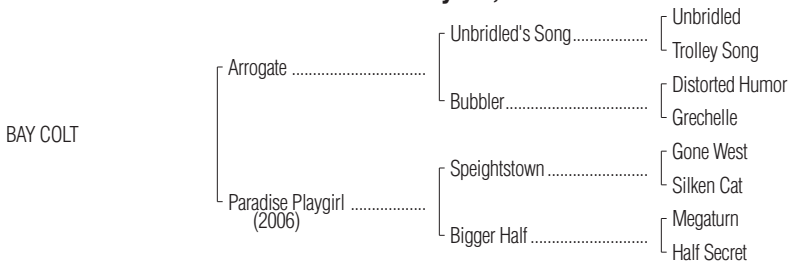 Unbridled
Unbridled's Song.................
Trolley Song
Arrogate ................................
Distorted Humor
Bubbler..................................
Grechelle
BAY COLT
Gone West
Speightstown ........................
Silken Cat
Paradise Playgirl ..................
(2006)
Megaturn
Bigger Half............................
Half Secret